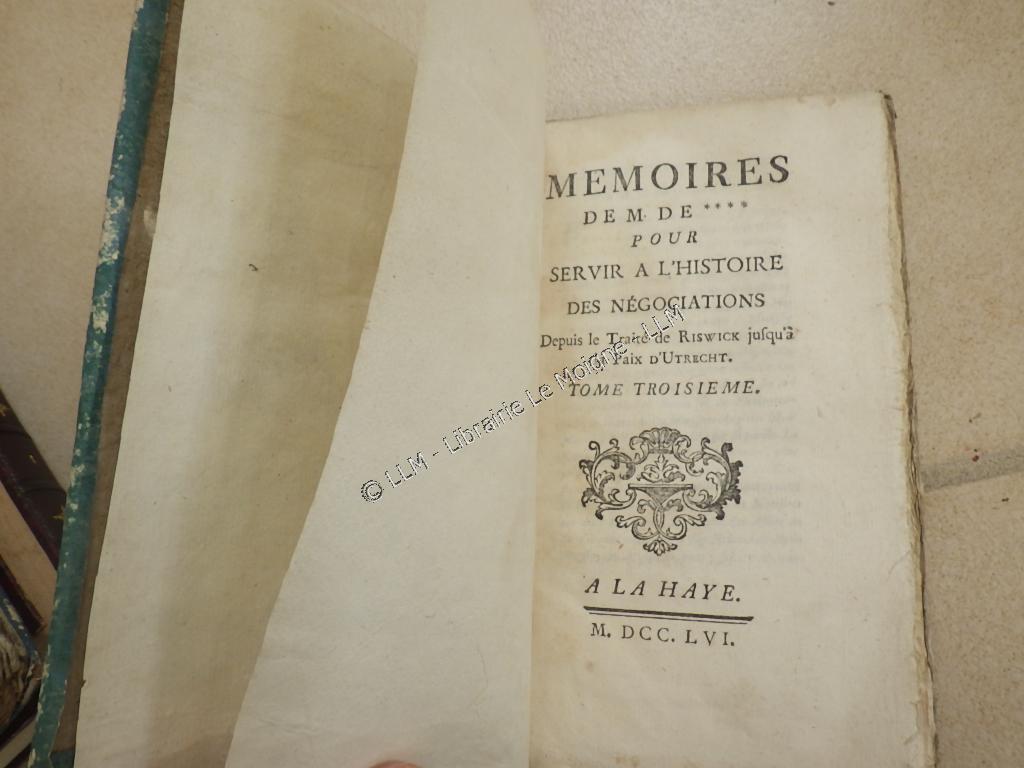 MEMOIRES
DE M. DE ****
POUR
SERVIR A L'HISTOIRE
DES NÉGOCIATIONS
Depuis le Traité de RISWICK jusqu'à
la Paix D'UTRECHT.
TOME TROISIEME.
A LA HAYE.
M. DCC. LVI.
© LLM - Librairie Le Moigne - LLM